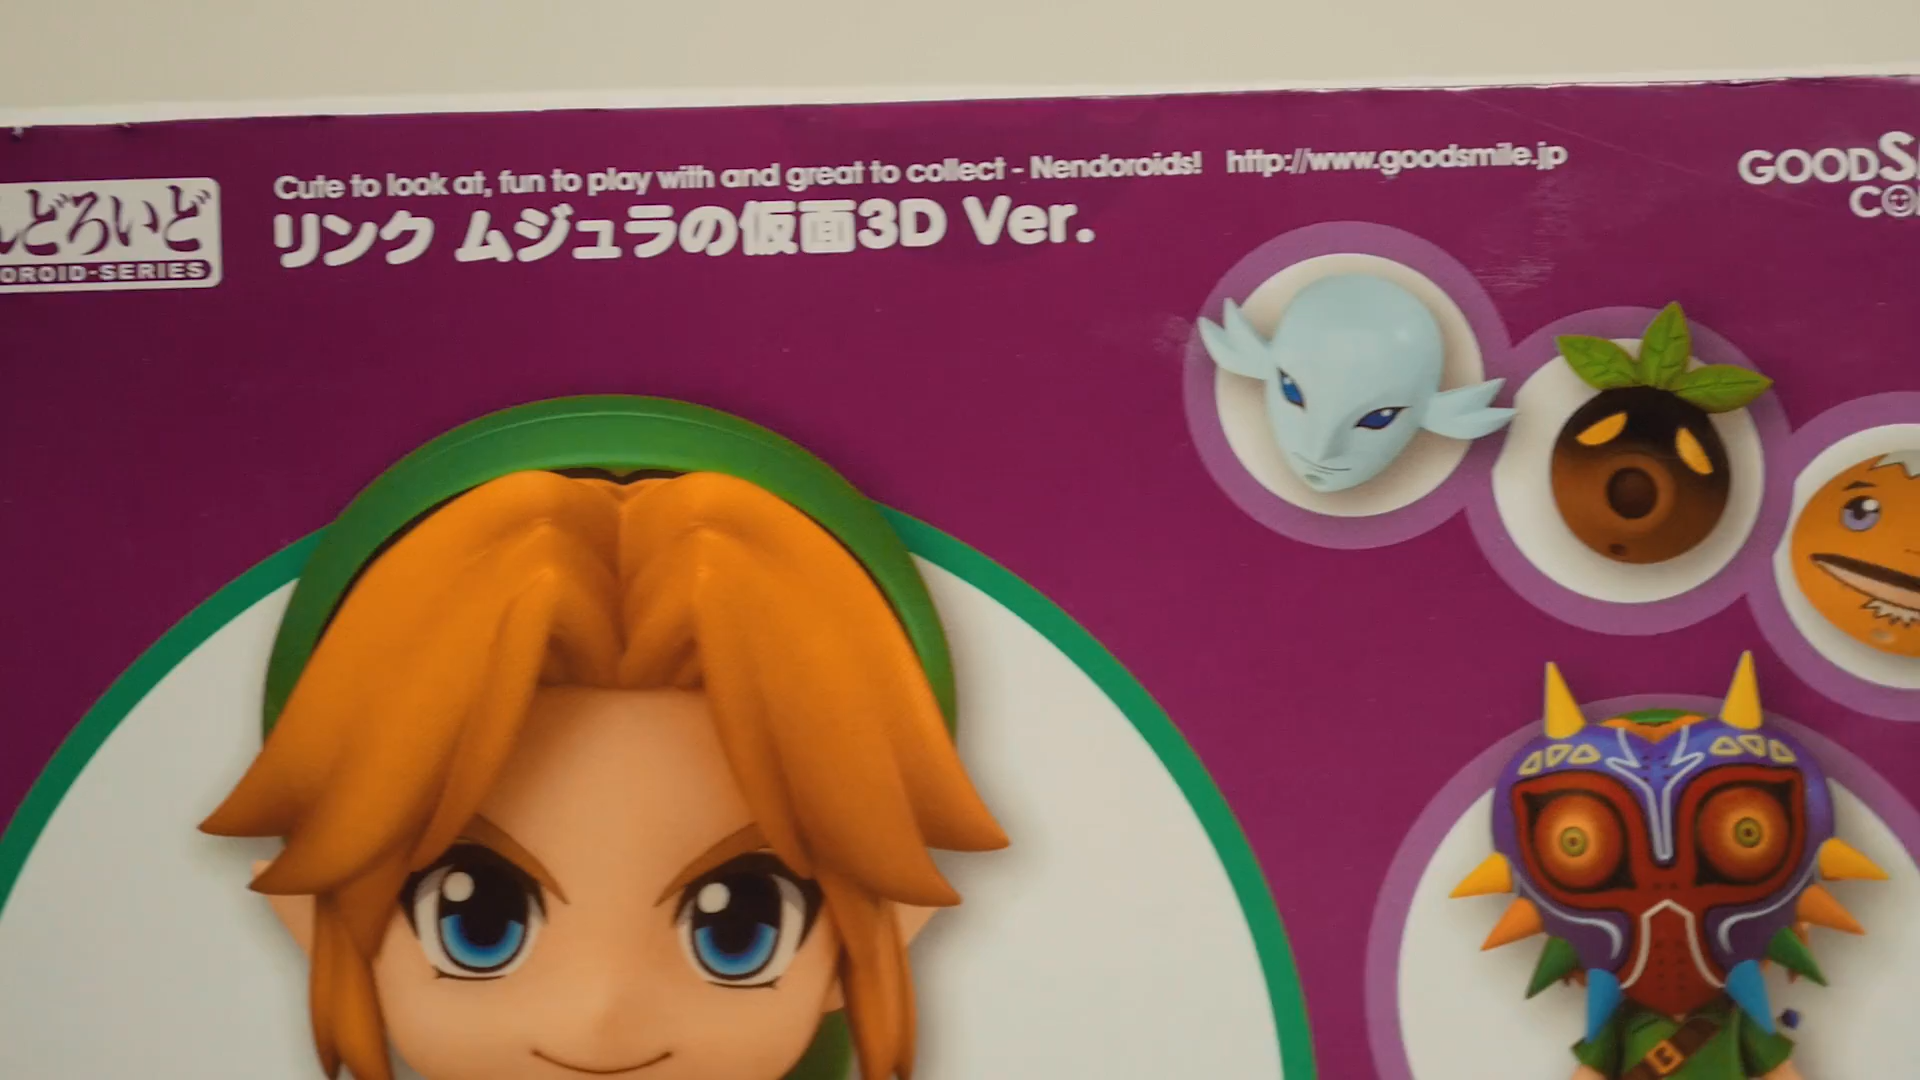 どろいど
OROID-SERIES
Cute to look at, fun to play with and great to collect - Nendoroids! http://www.goodsmile.jp
リンク ムジュラの仮面3D Ver.
GOODS
CO